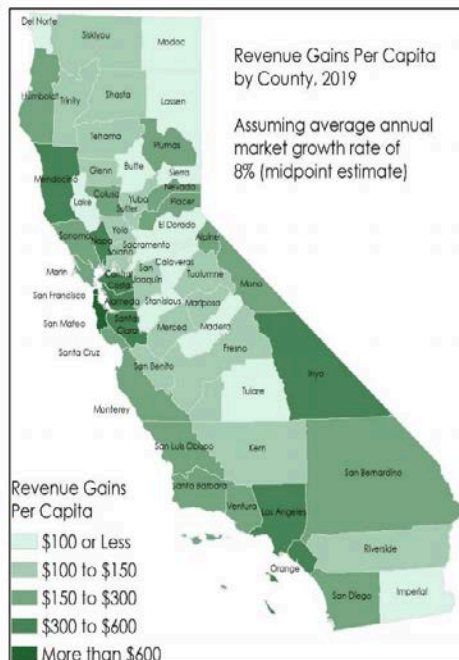 Del Norte
Siskiyou
Modoc
Revenue Gains Per Capita
by County, 2019
Assuming average annual
market growth rate of
8% (midpoint estimate)
Humboldt
Trinity
Shasta
Lassen
Tehama
Plumas
Mendocino
Glenn
Butte
Sierra
Nevada
Lake
Colusa
Yuba
Sutter
Placer
Sonoma
Napa
Yolo
El Dorado
Alpine
Solano
Sacramento
Marin
Contra
Costa
San
Joaquin
Calaveras
Tuolumne
Mono
San Francisco
Alameda
Stanislous
Mariposa
San Mateo
Santa
Clara
Merced
Madera
Santa Cruz
Fresno
San Benito
Inyo
Tulare
Monterey
San Luis Obispo
Kern
San Bernardino
Santa Barbara
Ventura
Los Angeles
Orange
Riverside
San Diego
Imperial
Revenue Gains
Per Capita
$100 or Less
$100 to $150
$150 to $300
$300 to $600
More than $600